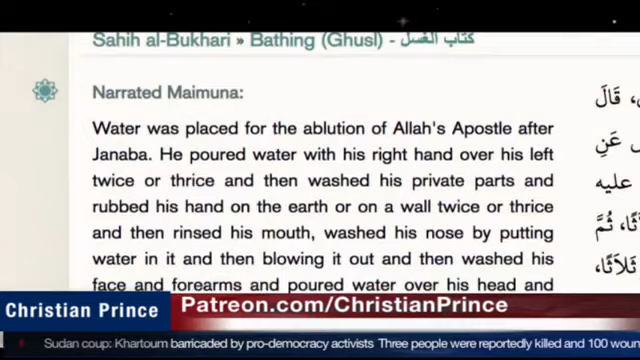 Sahih al-Bukhari » Bathing (Ghusl) - كتاب الغسل
Narrated Maimuna:
Water was placed for the ablution of Allah's Apostle after
Janaba. He poured water with his right hand over his left
twice or thrice and then washed his private parts and
rubbed his hand on the earth or on a wall twice or thrice
and then rinsed his mouth, washed his nose by putting
water in it and then blowing it out and then washed his
face and forearms and poured water over his head and
قَالَ
عَنِ
عليه
ثُمَّ
Christian Prince
Patreon.com/ChristianPrince
Sudan coup: Khartoum barricaded by pro-democracy activists Three people were reportedly killed and 100